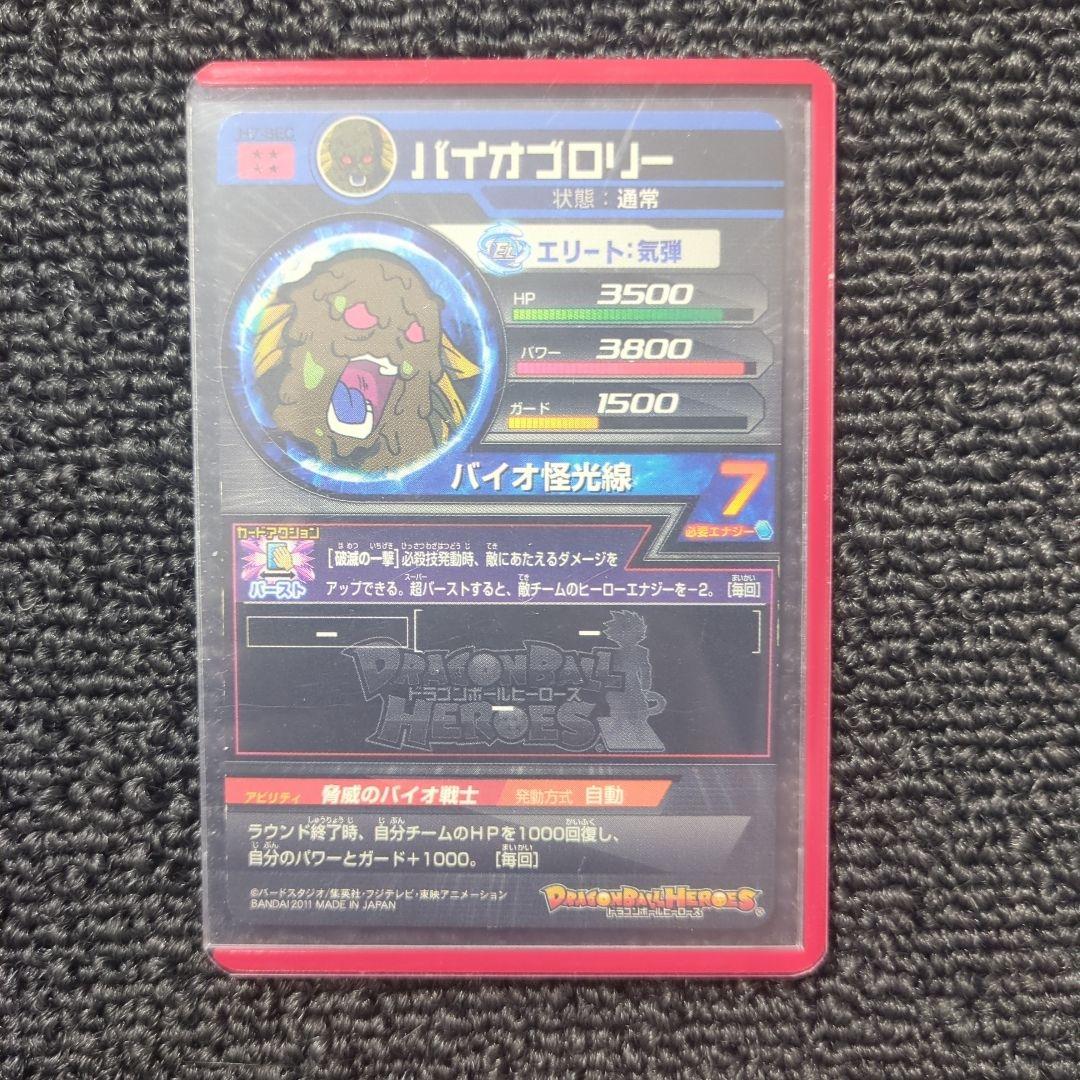 H7-SEC
バイオブロリー
状態：通常
EL エリート：気弾
HP 3500
パワー 3800
ガード 1500
バイオ怪光線
7
必要エナジー
カードアクション
バースト
[破滅の一撃]必殺技発動時、敵にあたえるダメージを
アップできる。超バーストすると、敵チームのヒーローエナジーを−2。[毎回]
DRAGONBALL
ドラゴンボールヒーローズ
HEROES
アビリティ 脅威のバイオ戦士 発動方式 自動
ラウンド終了時、自分チームのHPを1000回復し、
自分のパワーとガード＋1000。[毎回]
©バードスタジオ/集英社・フジテレビ・東映アニメーション
BANDAI 2011 MADE IN JAPAN
DRAGONBALLHEROES
ドラゴンボールヒーローズ